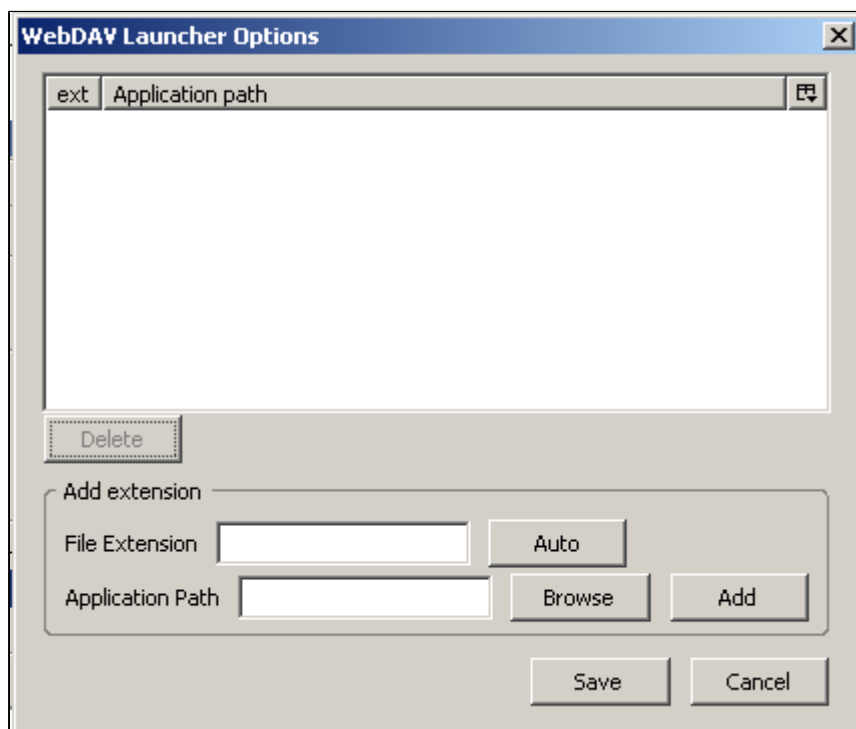 WebDAV Launcher Options
ext Application path
Delete
Add extension
File Extension Auto
Application Path Browse Add
Save Cancel